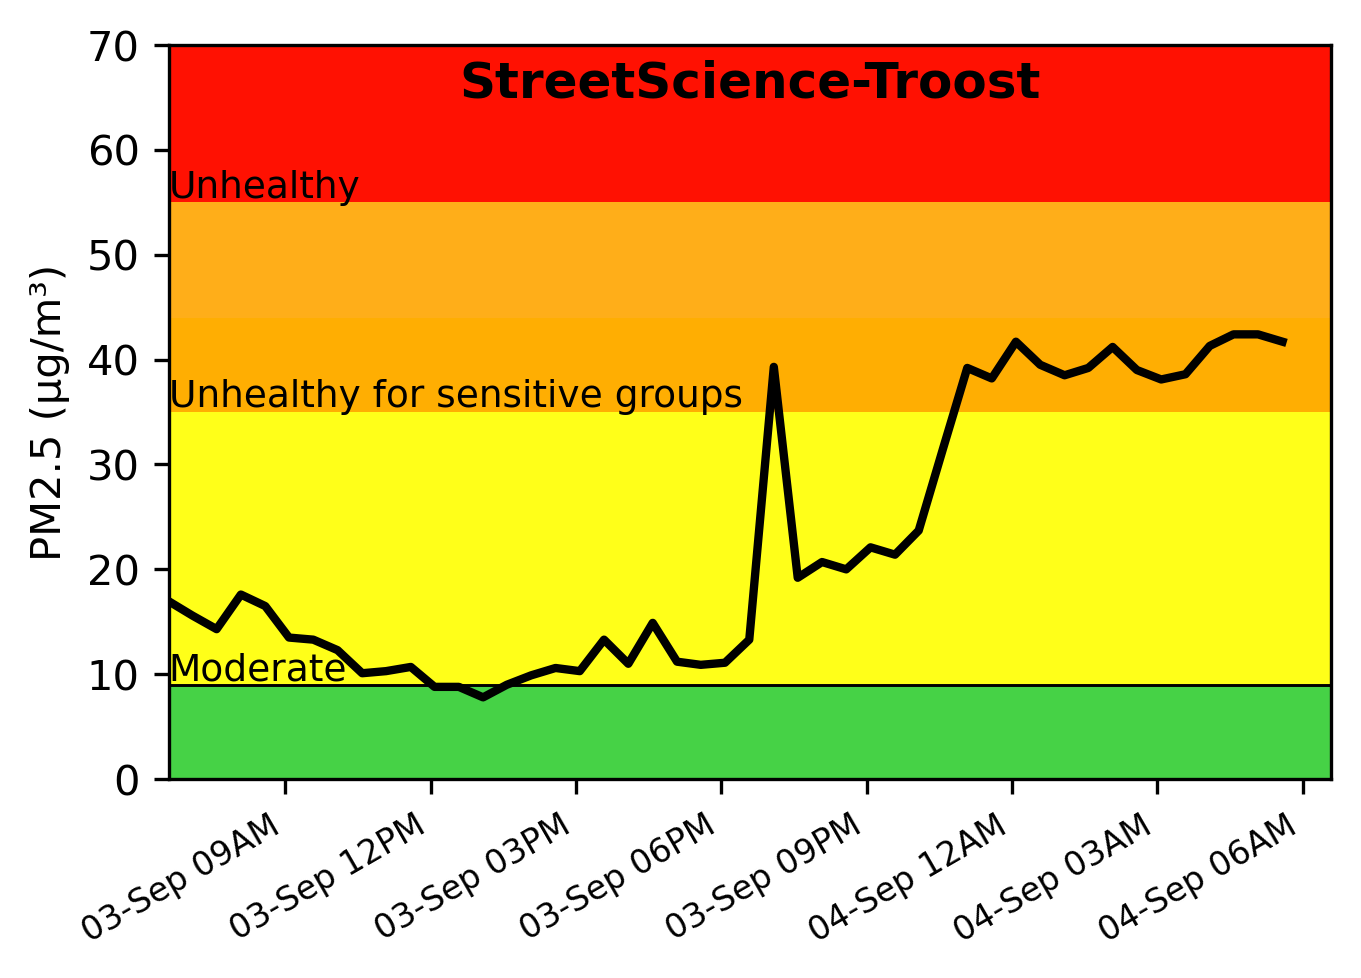 StreetScience-Troost
70
60
50
40
30
20
10
0
PM2.5 (µg/m³)
Unhealthy
Unhealthy for sensitive groups
Moderate
03-Sep 09AM
03-Sep 12PM
03-Sep 03PM
03-Sep 06PM
03-Sep 09PM
04-Sep 12AM
04-Sep 03AM
04-Sep 06AM